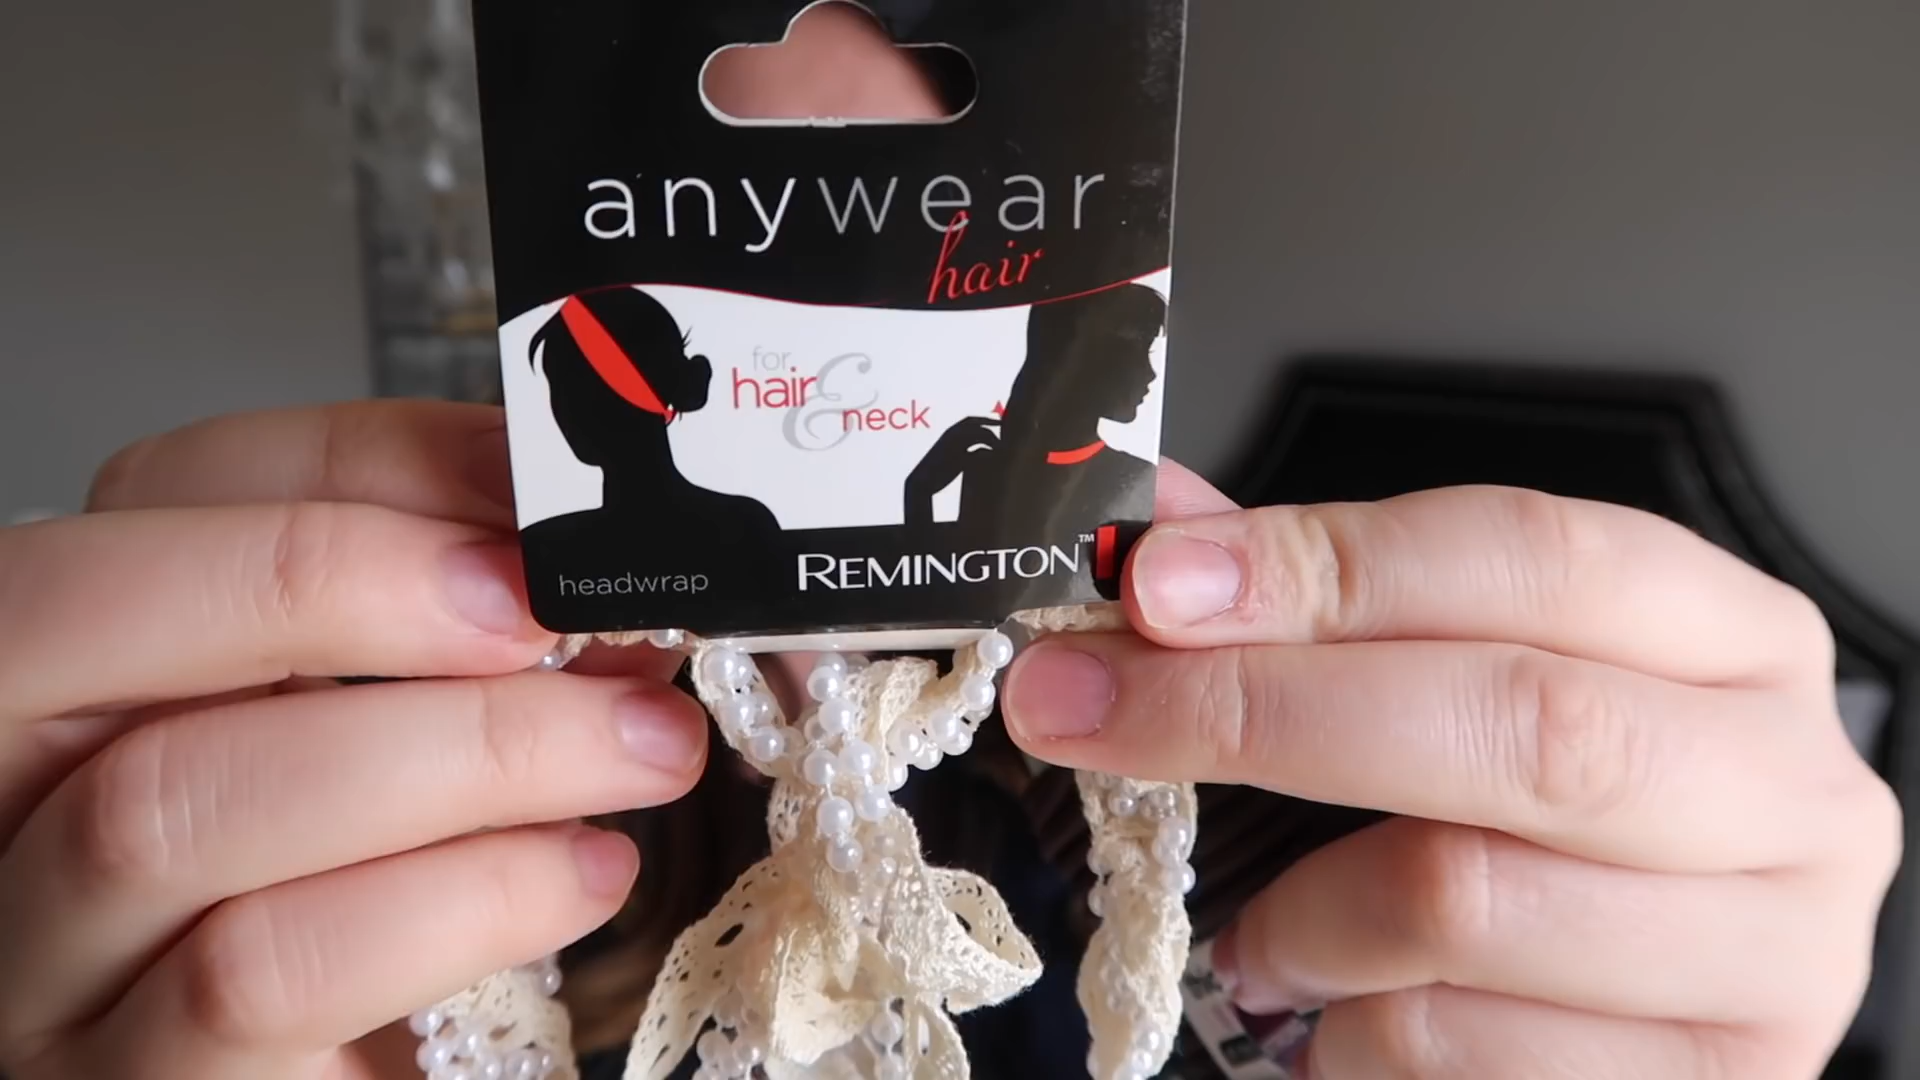 anywear
hair
for
hair &
neck
headwrap
REMINGTON™